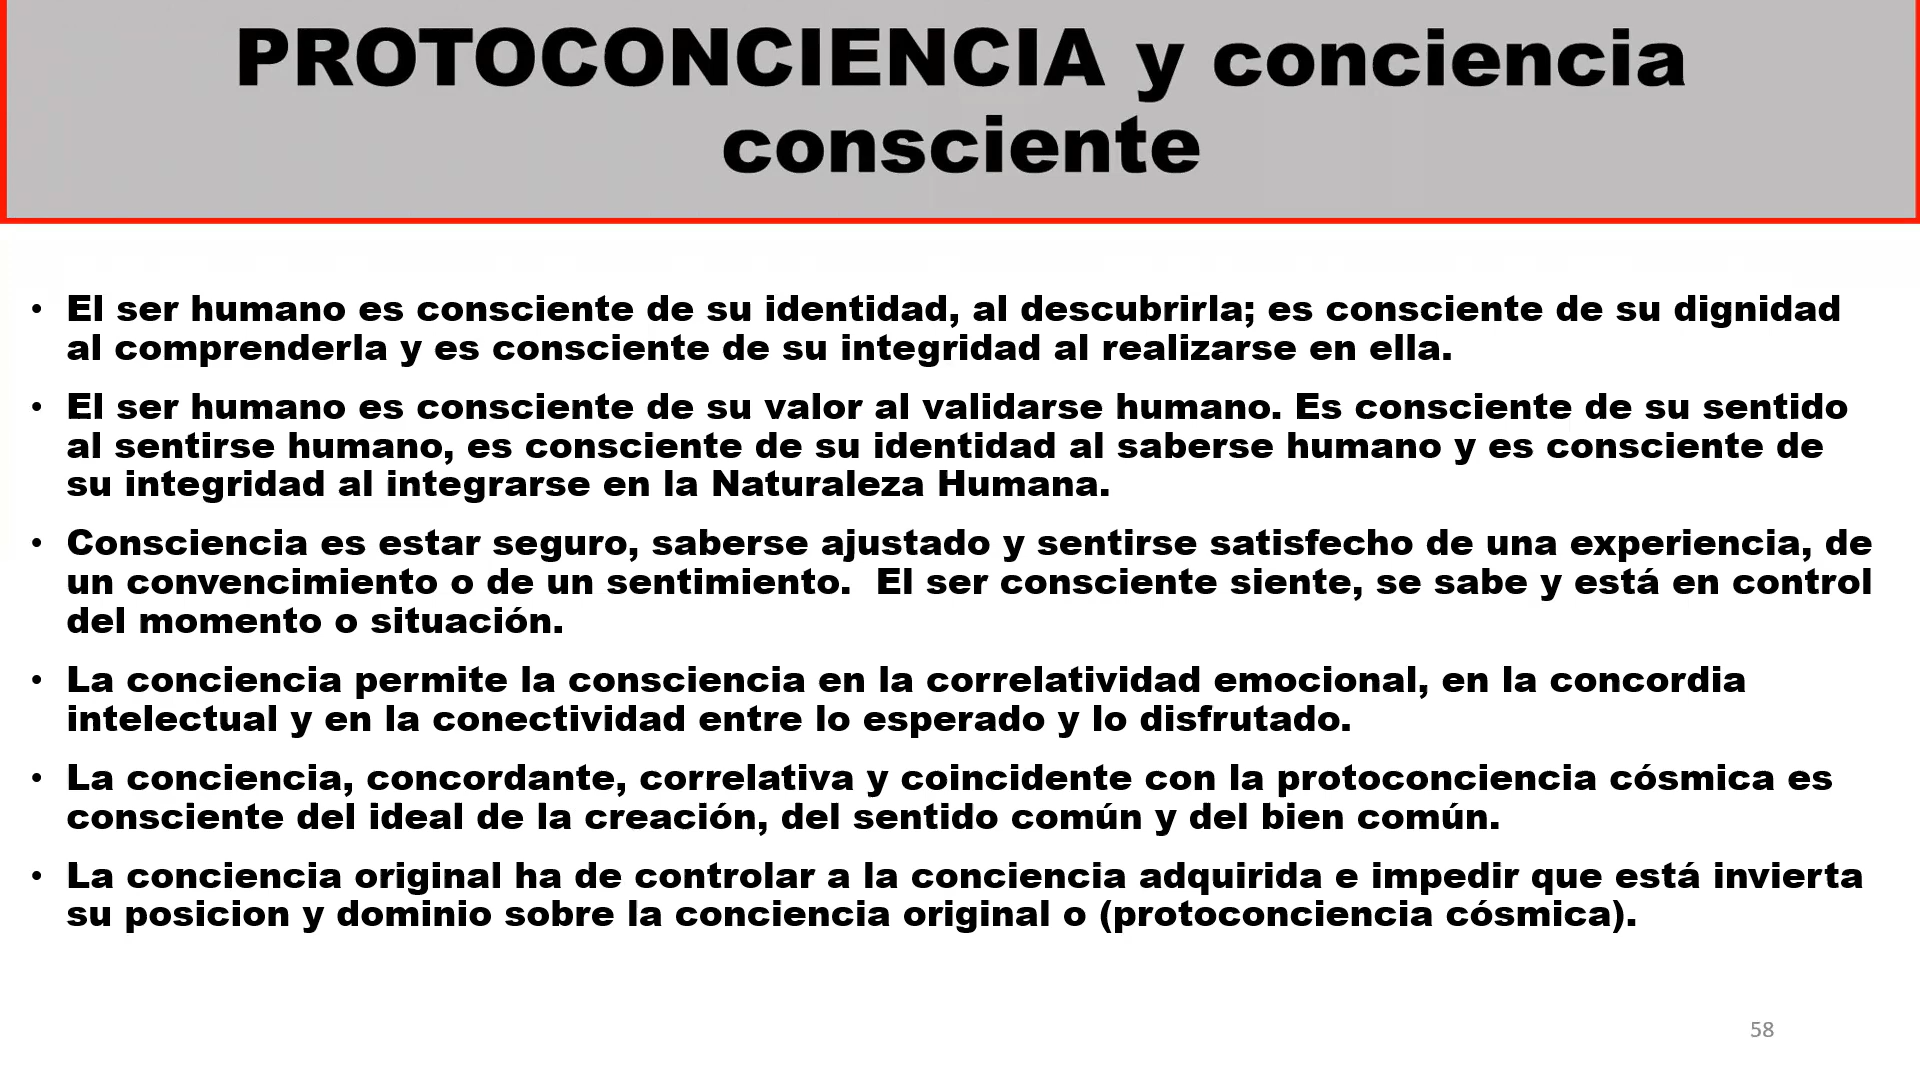 PROTOCONCIENCIA y conciencia
consciente
• El ser humano es consciente de su identidad, al descubrirla; es consciente de su dignidad
al comprenderla y es consciente de su integridad al realizarse en ella.
• El ser humano es consciente de su valor al validarse humano. Es consciente de su sentido
al sentirse humano, es consciente de su identidad al saberse humano y es consciente de
su integridad al integrarse en la Naturaleza Humana.
• Consciencia es estar seguro, saberse ajustado y sentirse satisfecho de una experiencia, de
un convencimiento o de un sentimiento.  El ser consciente siente, se sabe y está en control
del momento o situación.
• La conciencia permite la consciencia en la correlatividad emocional, en la concordia
intelectual y en la conectividad entre lo esperado y lo disfrutado.
• La conciencia, concordante, correlativa y coincidente con la protoconciencia cósmica es
consciente del ideal de la creación, del sentido común y del bien común.
• La conciencia original ha de controlar a la conciencia adquirida e impedir que está invierta
su posicion y dominio sobre la conciencia original o (protoconciencia cósmica).
58